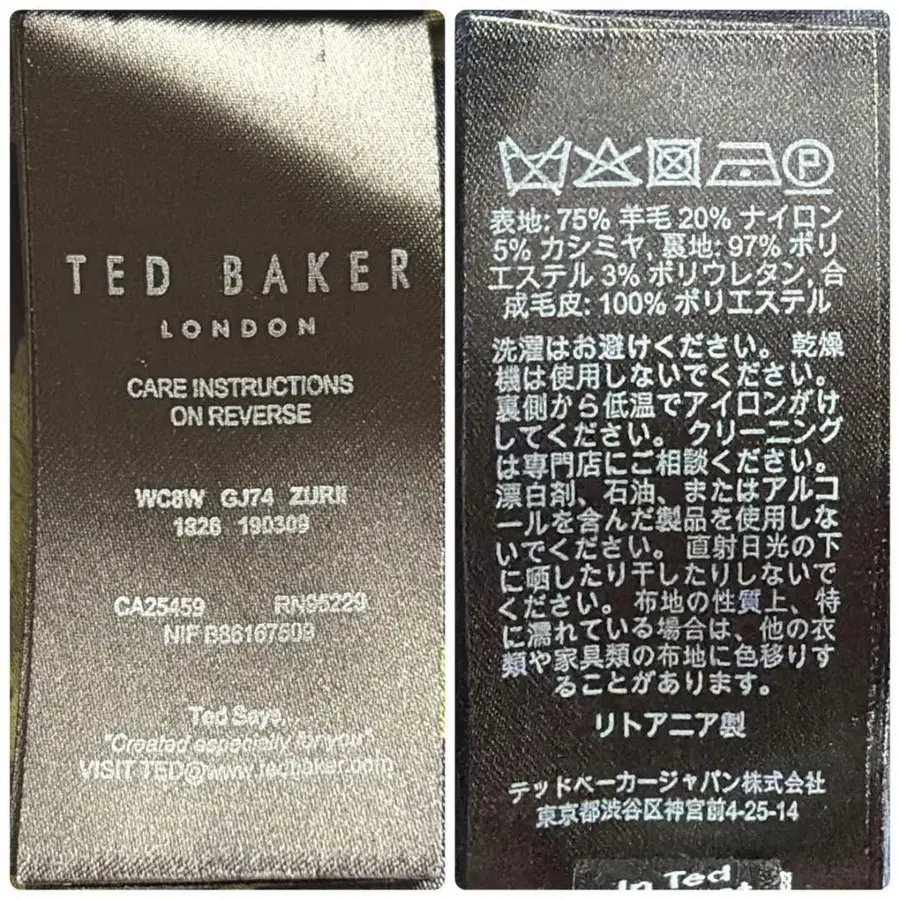 TED BAKER
LONDON
CARE INSTRUCTIONS
ON REVERSE
WC8W GJ74 ZURII
1826 190309
CA25459 RN95229
NIF B86167509
Ted Says,
"Created especially for you"
VISIT TED@www.tedbaker.com
P
表地: 75% 羊毛 20% ナイロン
5% カシミヤ, 裏地: 97% ポリ
エステル 3% ポリウレタン, 合
成毛皮: 100% ポリエステル
洗濯はお避けください。乾燥
機は使用しないでください。
裏側から低温でアイロンがけ
してください。クリーニング
は専門店にご相談ください。
漂白剤、石油、またはアルコ
ールを含んだ製品を使用しな
いでください。直射日光の下
に晒したり干したりしないで
ください。布地の性質上、特
に濡れている場合は、他の衣
類や家具類の布地に色移りす
ることがあります。
リトアニア製
テッドベーカージャパン株式会社
東京都渋谷区神宮前4-25-14
In Ted